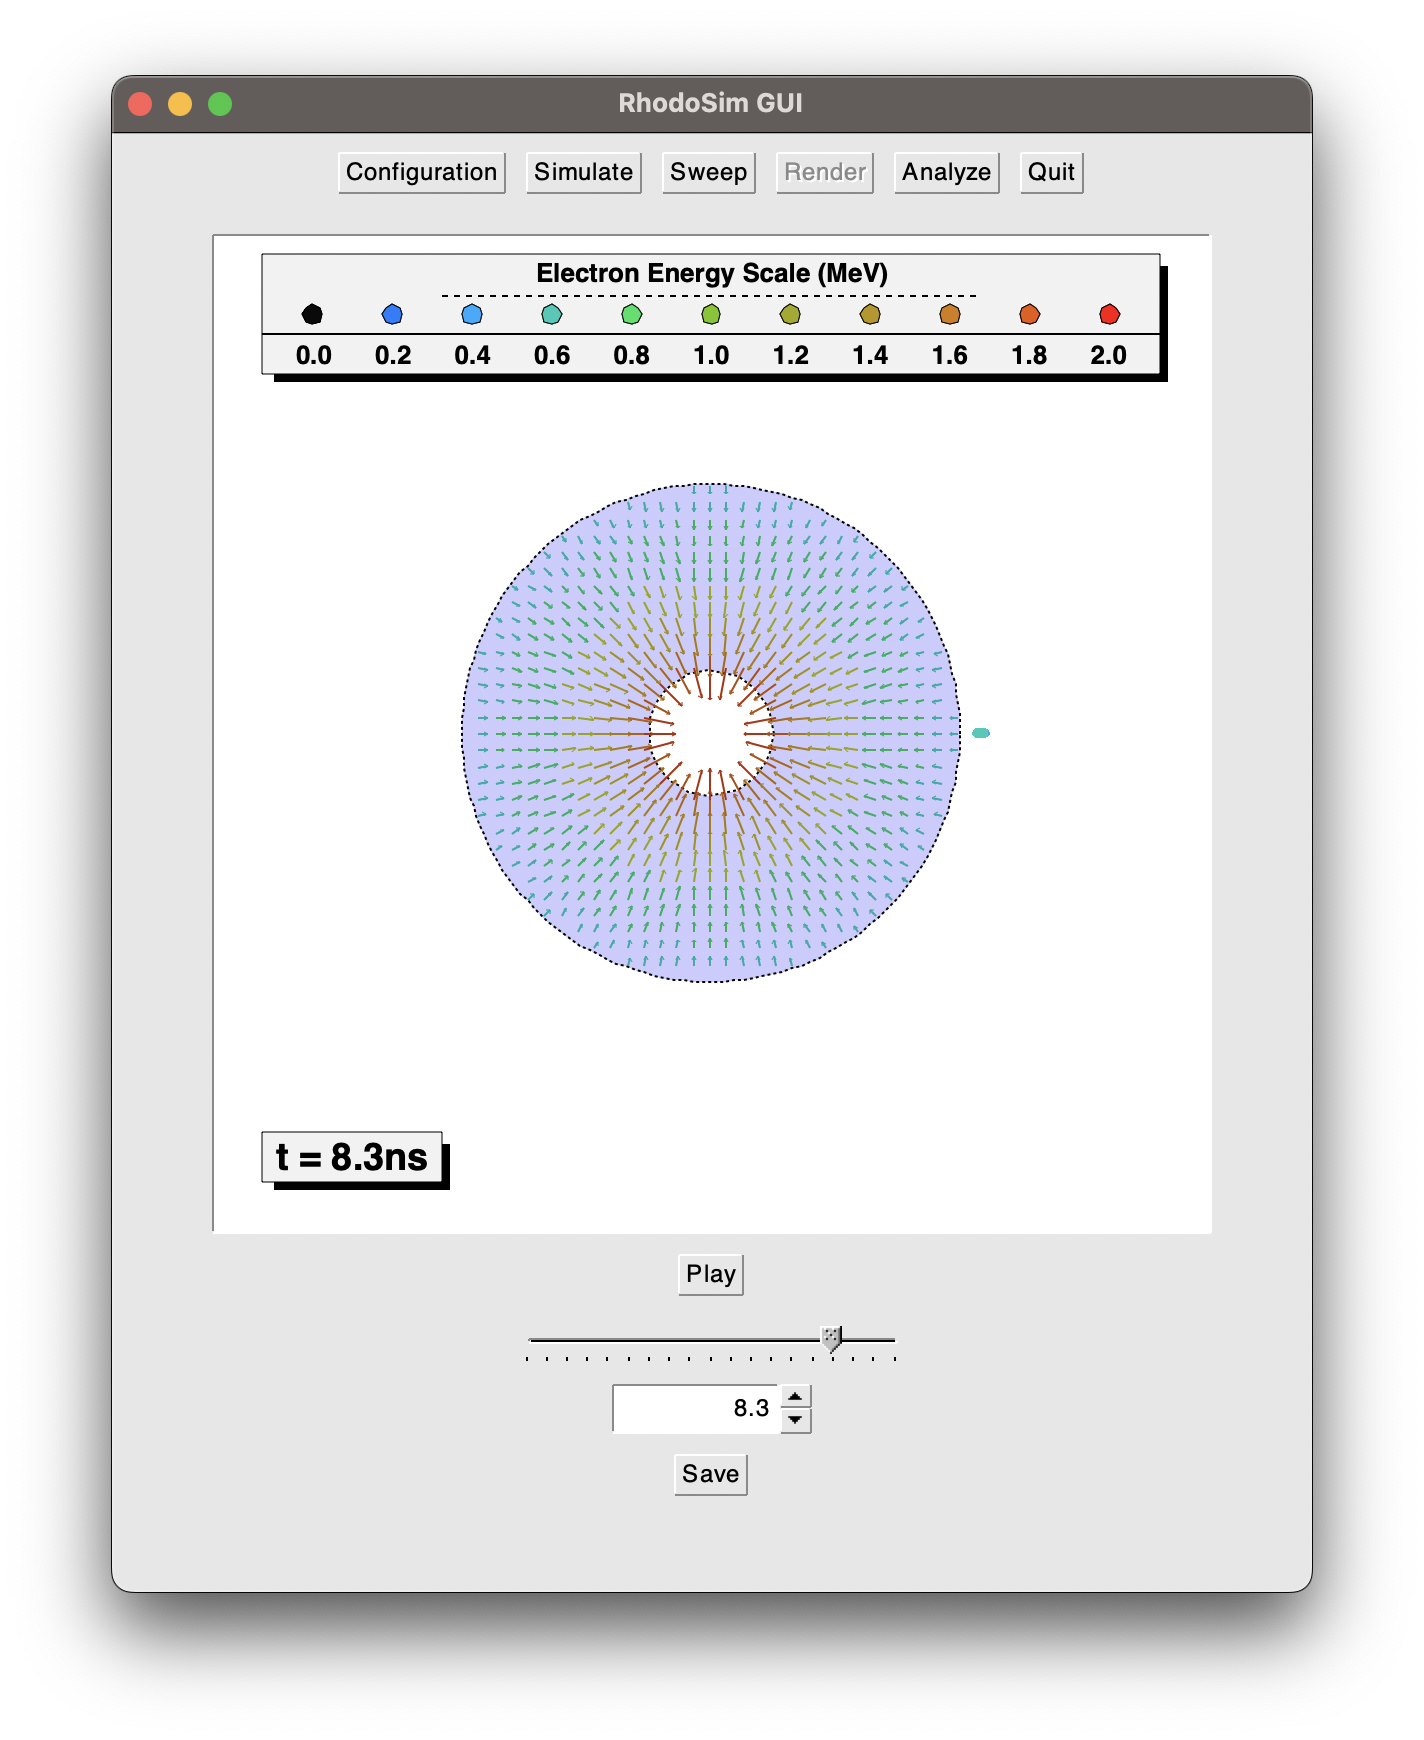 RhodoSim GUI
Configuration Simulate Sweep Render Analyze Quit
Electron Energy Scale (MeV)
0.0 0.2 0.4 0.6 0.8 1.0 1.2 1.4 1.6 1.8 2.0
t = 8.3ns
Play
8.3
Save